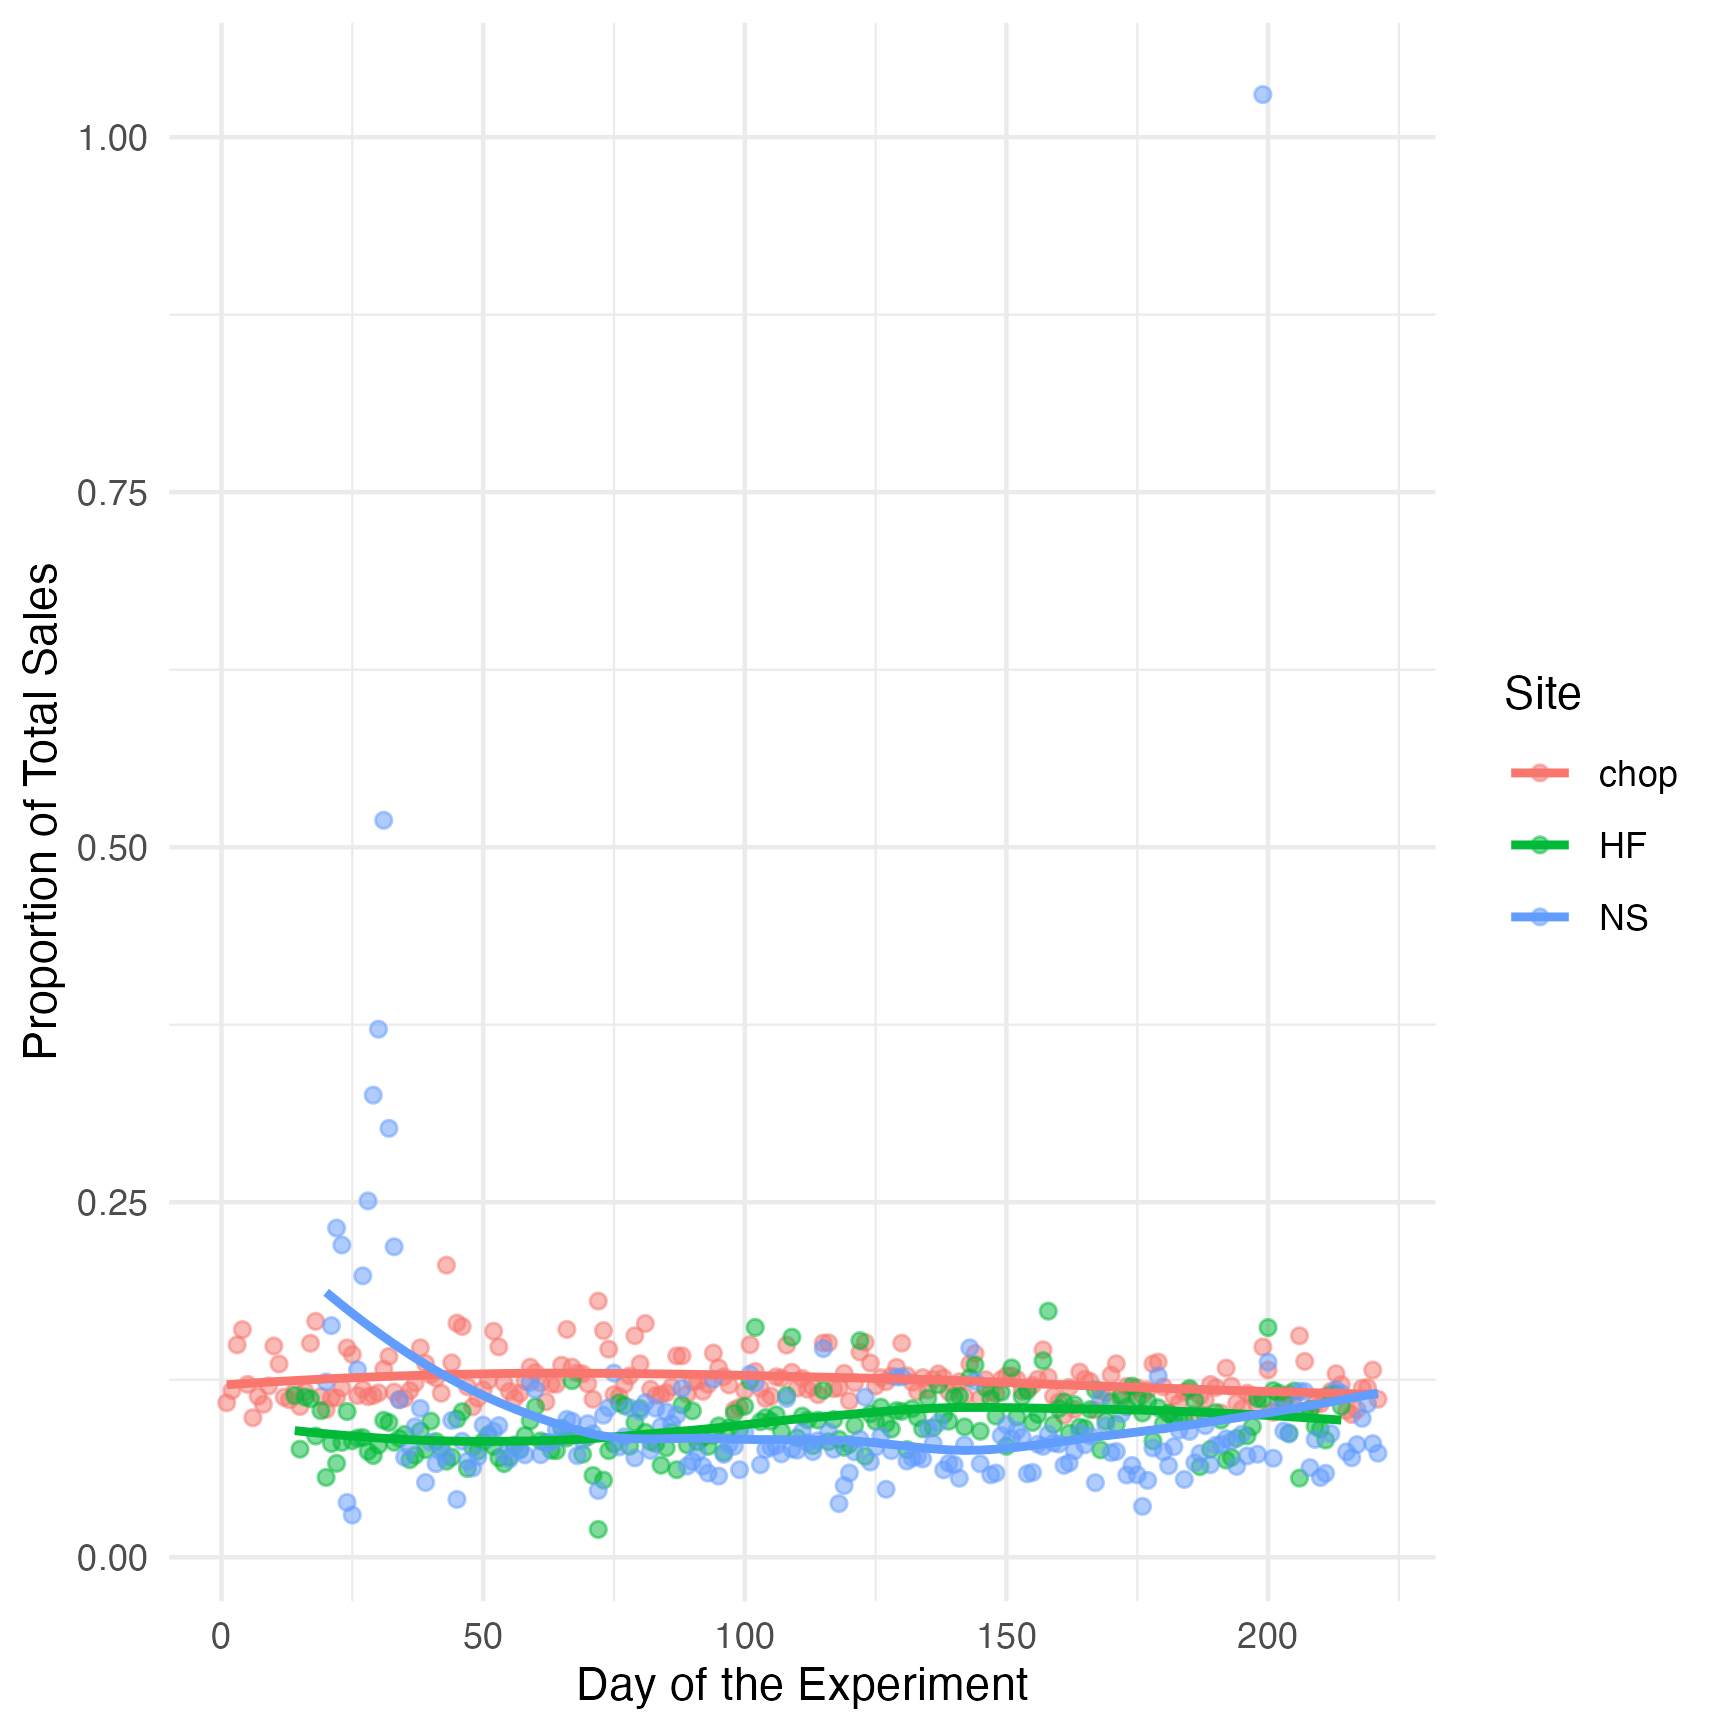 1.00
0.75
0.50
0.25
0.00
Proportion of Total Sales
0 50 100 150 200
Day of the Experiment
Site
chop
HF
NS